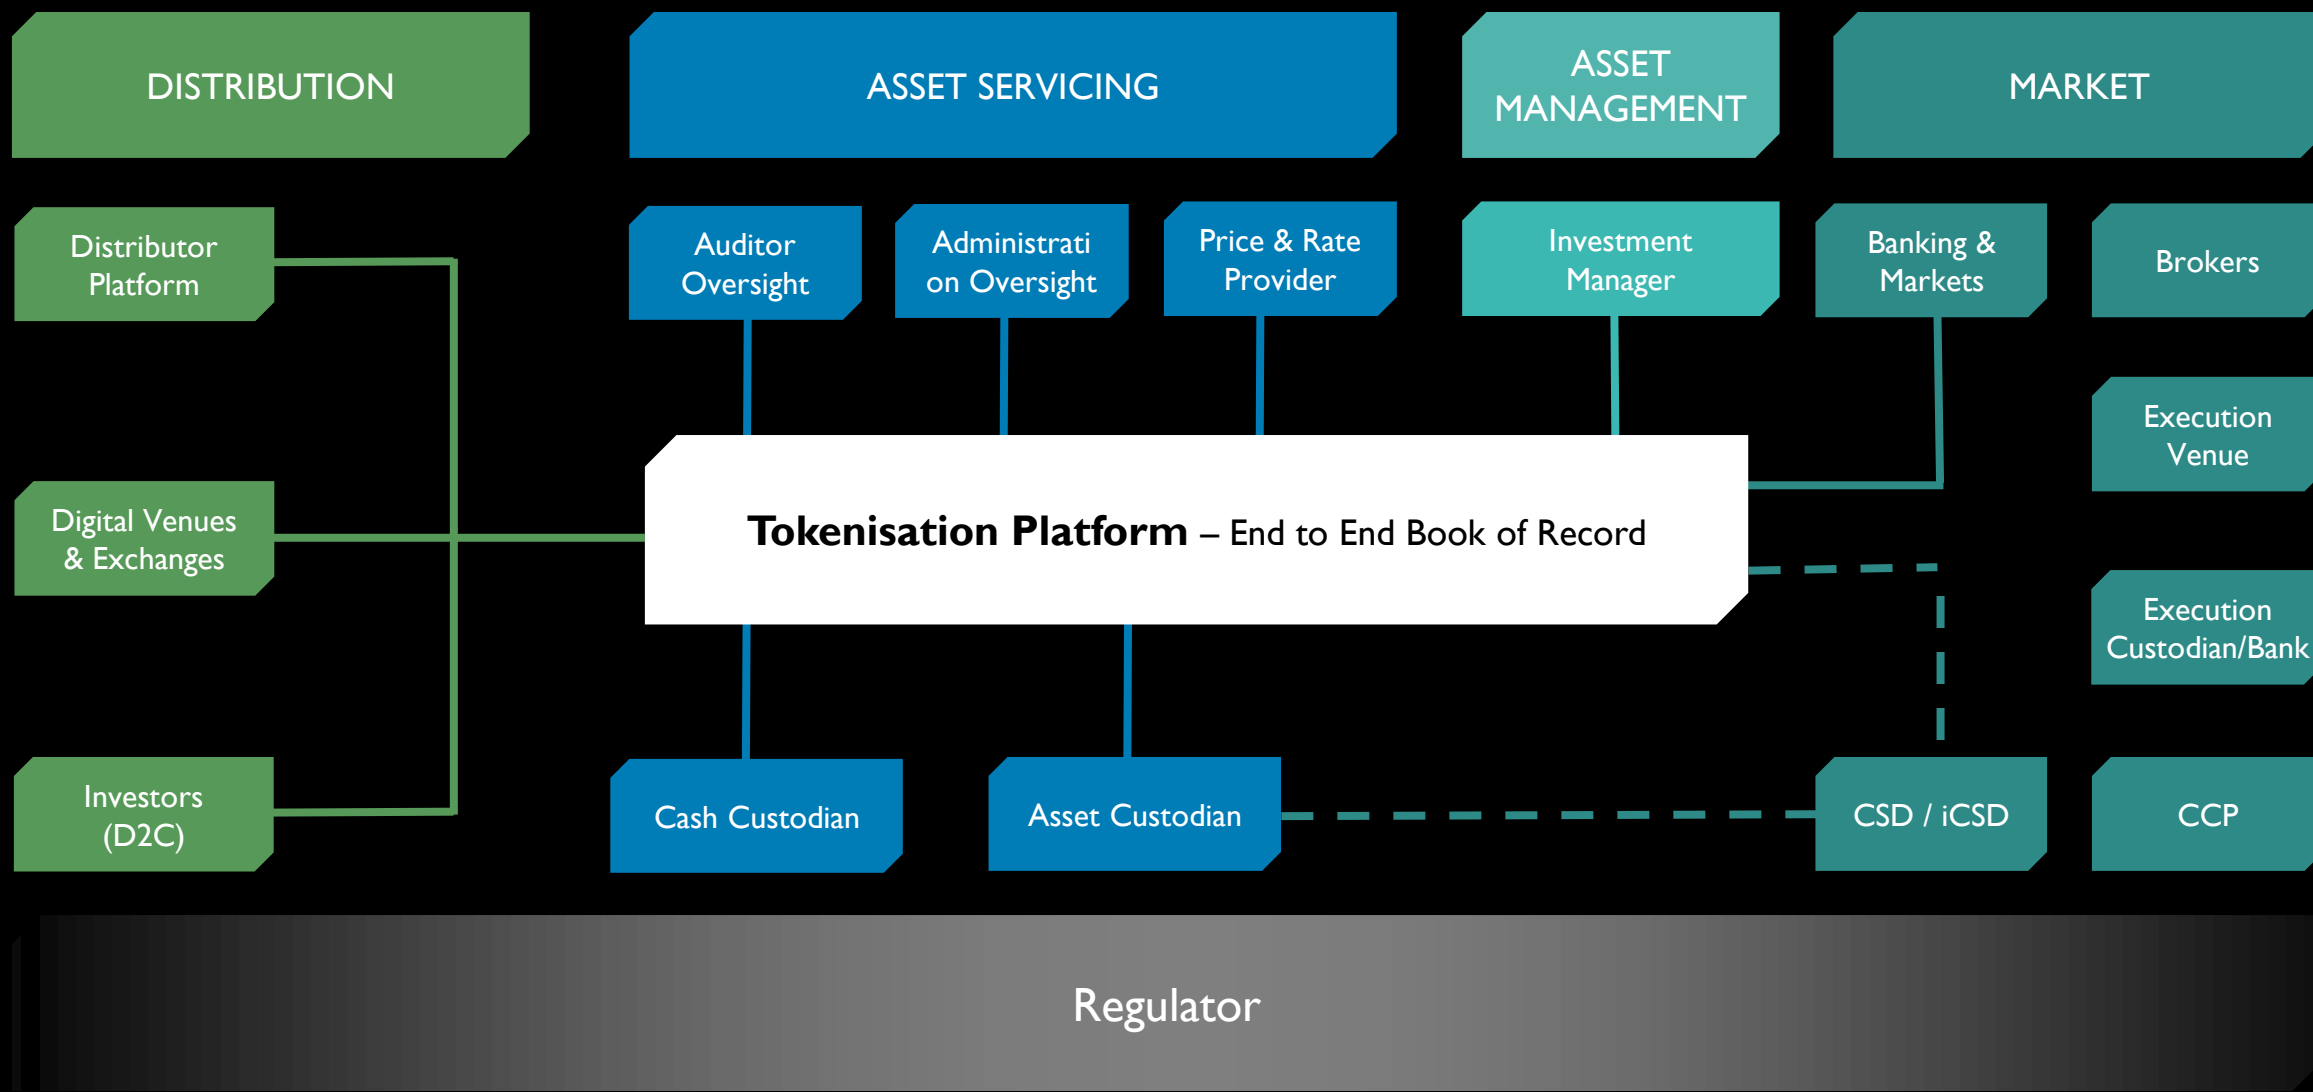 DISTRIBUTION
ASSET SERVICING
ASSET
MANAGEMENT
MARKET
Distributor
Platform
Auditor
Oversight
Administrati
on Oversight
Price & Rate
Provider
Investment
Manager
Banking &
Markets
Brokers
Execution
Venue
Digital Venues
& Exchanges
Tokenisation Platform – End to End Book of Record
Execution
Custodian/Bank
Investors
(D2C)
Cash Custodian
Asset Custodian
CSD / iCSD
CCP
Regulator